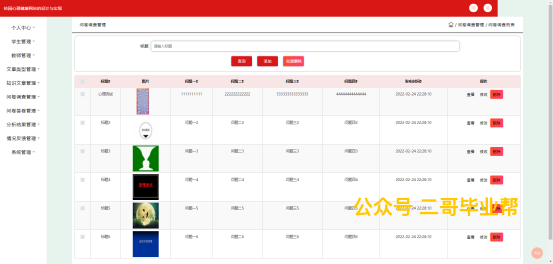 校园心理健康网站的设计与实现
个人中心
学生管理
教师管理
文章类型管理
知识文章管理
问卷调查管理
问卷答卷管理
分析结果管理
情况反馈管理
系统管理
问卷调查管理
/ 问卷调查管理 / 问卷调查列表
标题 请输入标题
查询 添加 批量删除
标题 图片 问题一 问题二 问题三 问题四
心理测试 2022-02-24 22:28:10 查看 修改 删除
标题2 问题一2 问题二2 问题三2 问题四2 2022-02-24 22:28:10 查看 修改 删除
标题3 问题一3 问题二3 问题三3 问题四3 2022-02-24 22:28:10 查看 修改 删除
标题4 问题一4 问题二4 问题三4 问题四4 2022-02-24 22:28:10 查看 修改 删除
标题5 问题一5 问题二5 问题三5 问题四5 2022-02-24 22:28:10 查看 修改 删除
公众号 二哥毕业帮
标题6 问题一6 问题二6 问题三6 问题四6 2022-02-24 22:28:10 查看 修改 删除